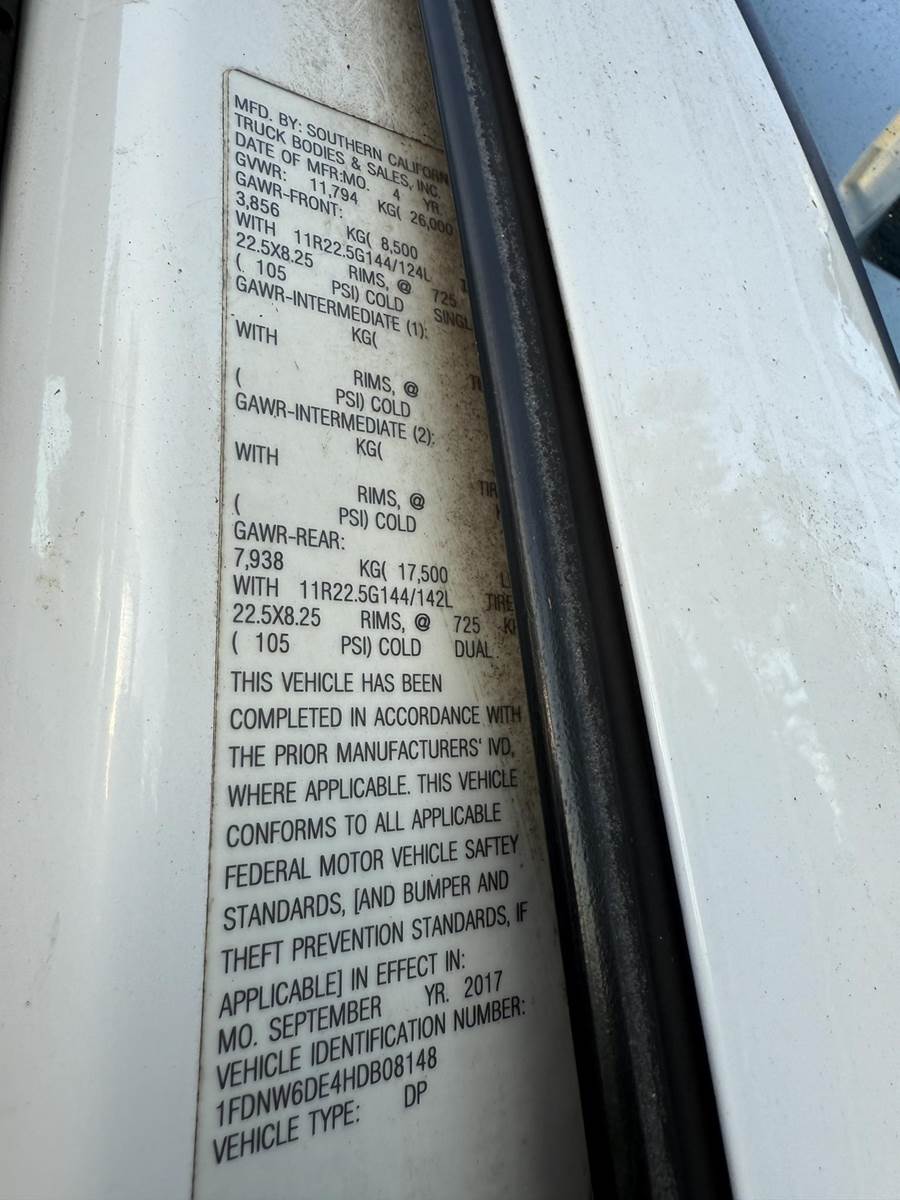 MFD. BY: SOUTHERN CALIFORN
TRUCK BODIES & SALES, INC.
DATE OF MFR:MO. 4 YR.
GVWR: 11,794 KG( 26,000
GAWR-FRONT:
3,856 KG( 8,500
WITH 11R22.5G144/124L
22.5X8.25 RIMS, @ 725
( 105 PSI) COLD SINGL
GAWR-INTERMEDIATE (1):
KG(
WITH
RIMS, @
( PSI) COLD
GAWR-INTERMEDIATE (2):
KG(
WITH
TIR
RIMS, @
( PSI) COLD
GAWR-REAR:
7,938 KG( 17,500 L
WITH 11R22.5G144/142L TIRE
22.5X8.25 RIMS, @ 725 K
( 105 PSI) COLD DUAL
THIS VEHICLE HAS BEEN
COMPLETED IN ACCORDANCE WITH
THE PRIOR MANUFACTURERS' IVD,
WHERE APPLICABLE. THIS VEHICLE
CONFORMS TO ALL APPLICABLE
FEDERAL MOTOR VEHICLE SAFTEY
STANDARDS, [AND BUMPER AND
THEFT PREVENTION STANDARDS, IF
APPLICABLE] IN EFFECT IN:
MO. SEPTEMBER YR. 2017
VEHICLE IDENTIFICATION NUMBER:
1FDNW6DE4HDB08148
VEHICLE TYPE: DP